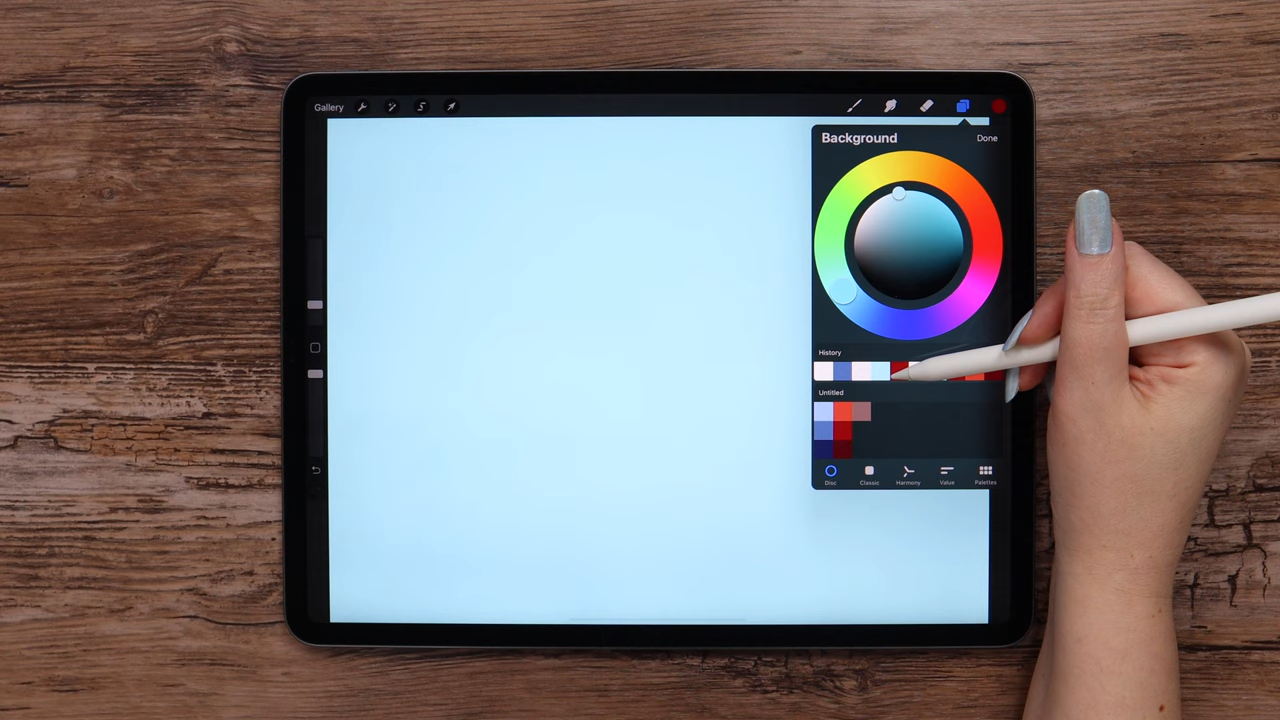 Gallery
Background Done
History
Untitled
Disc Classic Harmony Value Palettes